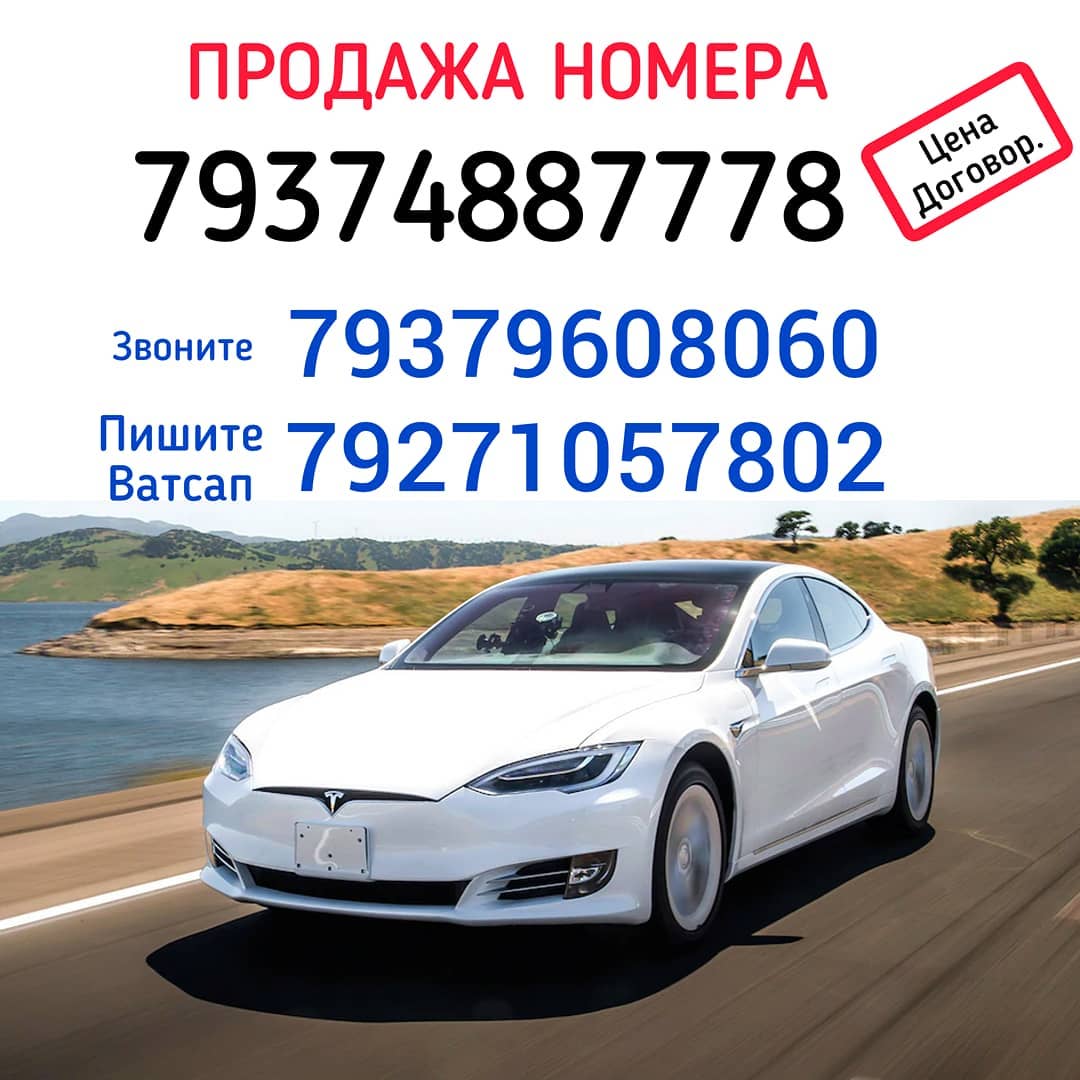 ПРОДАЖА НОМЕРА
79374887778
Цена
Договор.
Звоните 79379608060
Пишите
Ватсап 79271057802